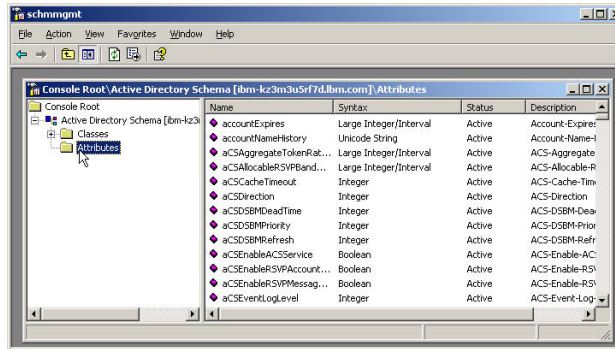 schmmgmt
File Action View Favorites Window Help
Console Root\Active Directory Schema [ibm-kz3m3u5rf7d.lbm.com]\Attributes
Console Root
Active Directory Schema [ibm-kz3
Classes
Attributes
Name Syntax Status Description
accountExpires Large Integer/Interval Active Account-Expires
accountNameHistory Unicode String Active Account-Name-
aCSAggregateTokenRat... Large Integer/Interval Active ACS-Aggregate
aCSAllocableRSVPBand... Large Integer/Interval Active ACS-Allocable-R
aCSCacheTimeout Integer Active ACS-Cache-Tim
aCSDirection Integer Active ACS-Direction
aCSDSBMDeadTime Integer Active ACS-DSBM-Dea
aCSDSBMPriority Integer Active ACS-DSBM-Prior
aCSDSBMRefresh Integer Active ACS-DSBM-Refr
aCSEnableACSService Boolean Active ACS-Enable-AC
aCSEnableRSVPAccount... Boolean Active ACS-Enable-RS
aCSEnableRSVPMessag... Boolean Active ACS-Enable-RS
aCSEventLogLevel Integer Active ACS-Event-Log-